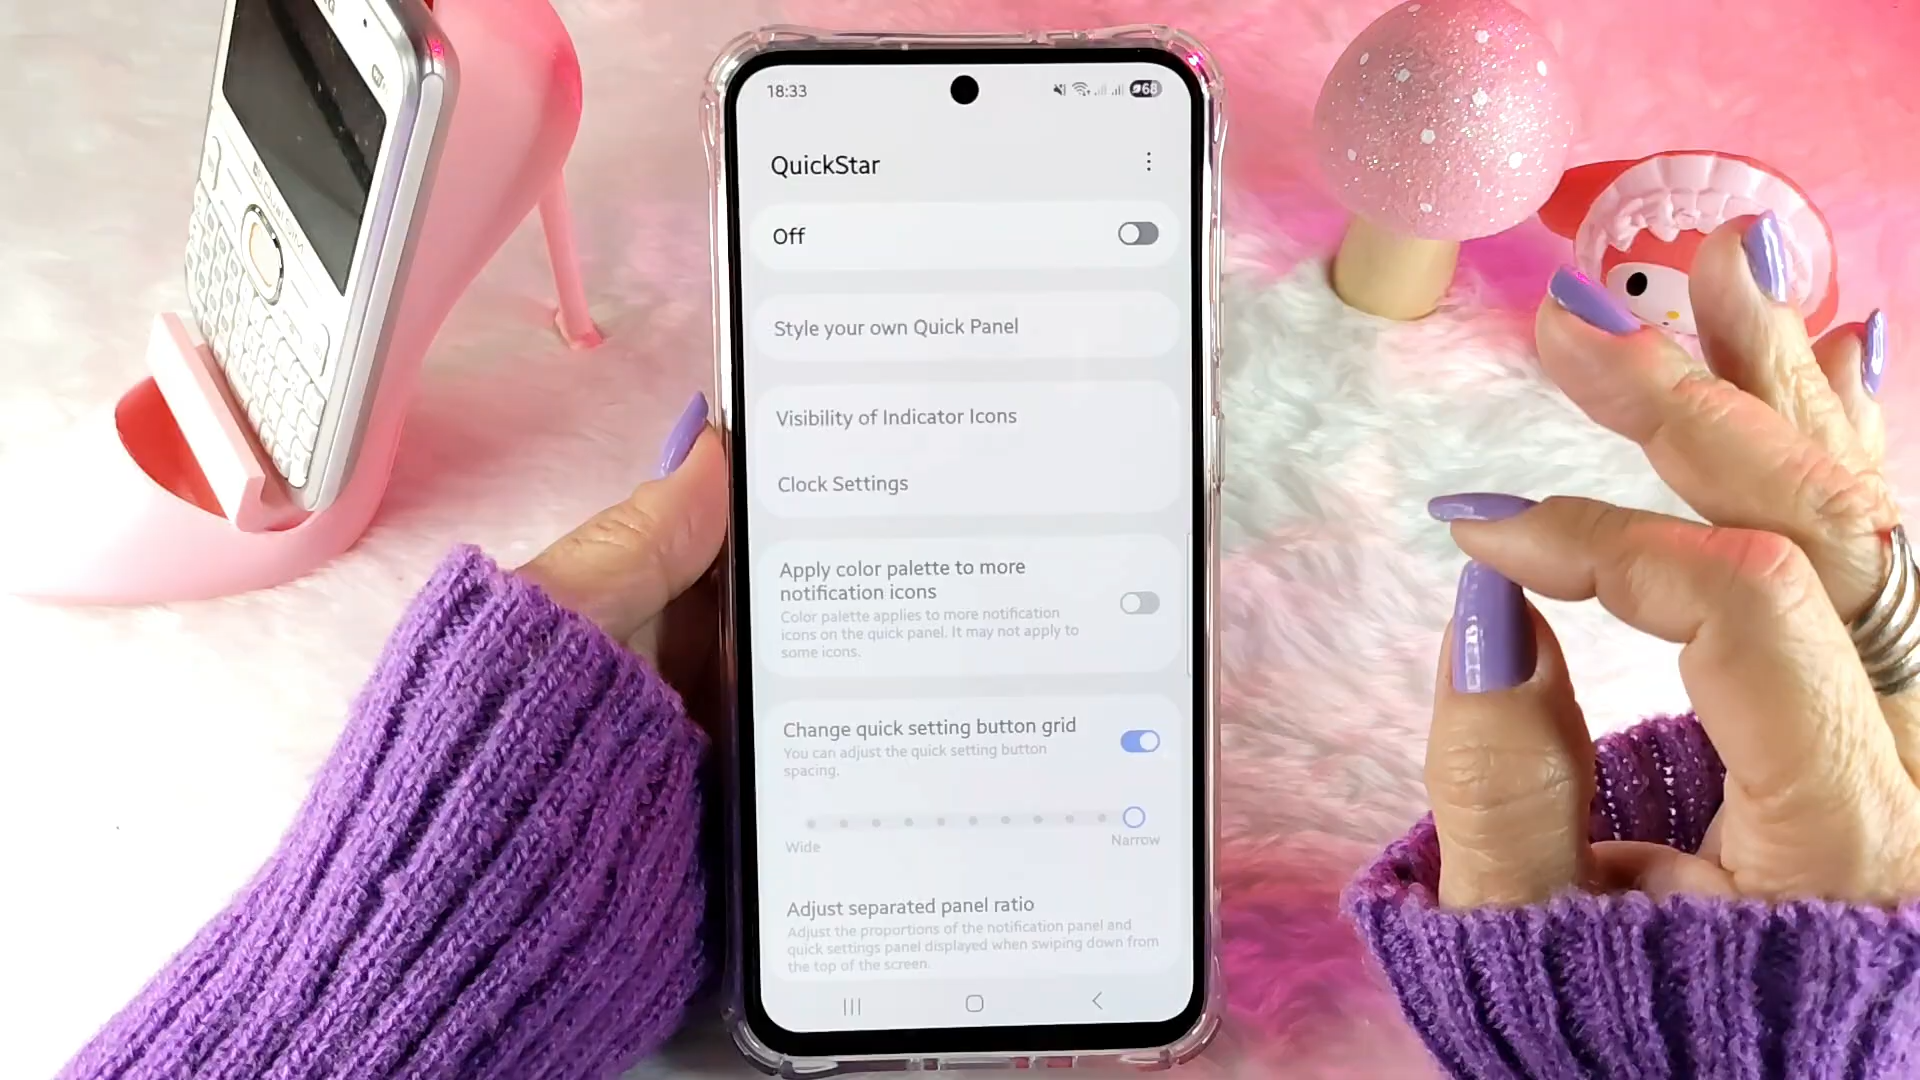 18:33
68
QuickStar
Off
Style your own Quick Panel
Visibility of Indicator Icons
Clock Settings
Apply color palette to more
notification icons
Color palette applies to more notification
icons on the quick panel. It may not apply to
some icons.
Change quick setting button grid
You can adjust the quick setting button
spacing.
Wide
Narrow
Adjust separated panel ratio
Adjust the proportions of the notification panel and
quick settings panel displayed when swiping down from
the top of the screen.